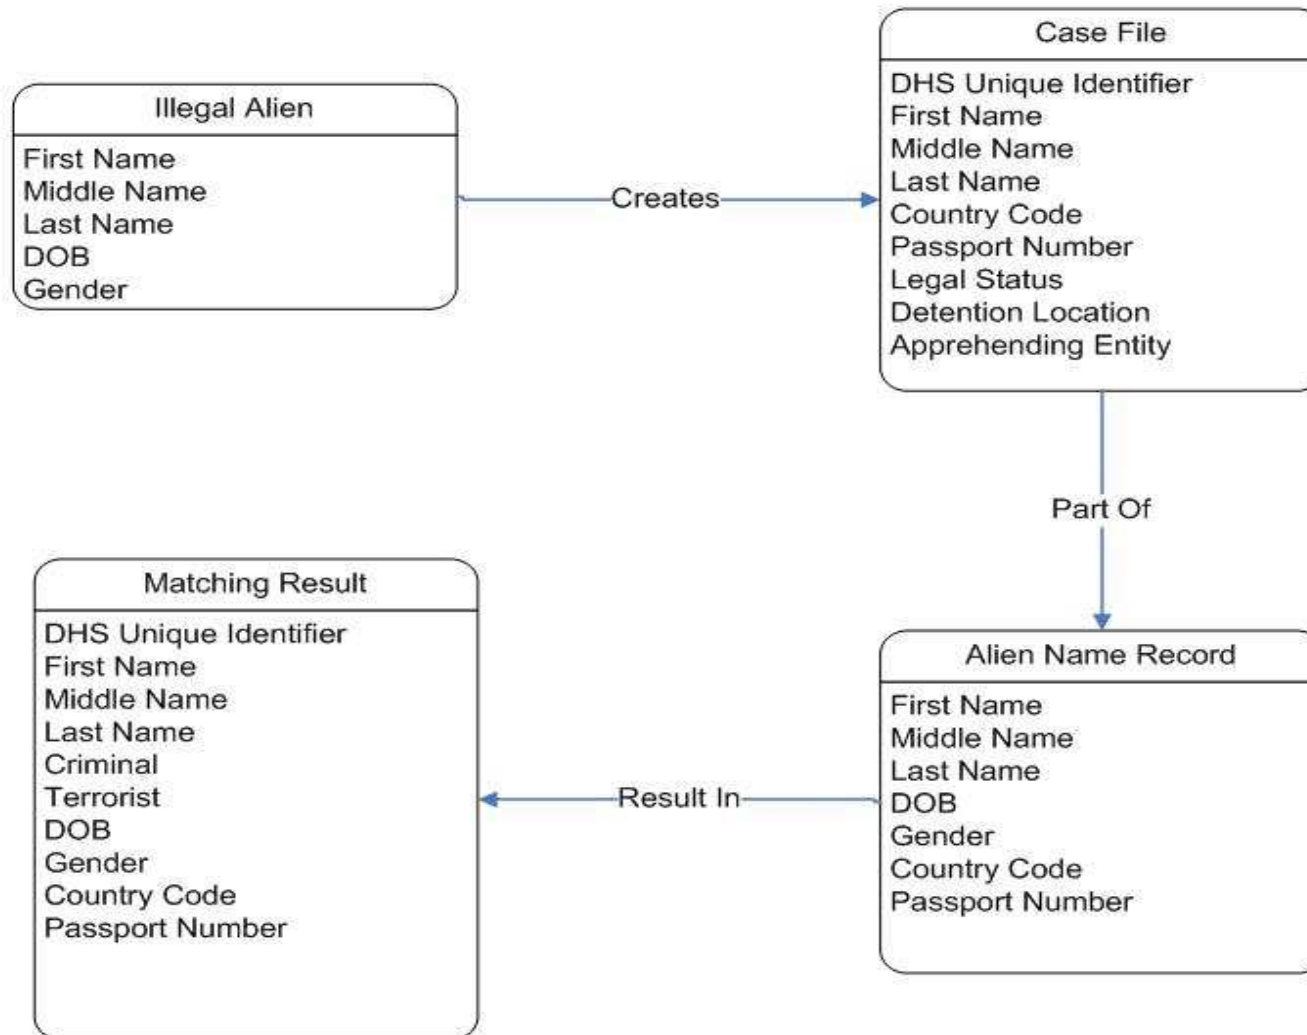 Illegal Alien
First Name
Middle Name
Last Name
DOB
Gender
Creates
Case File
DHS Unique Identifier
First Name
Middle Name
Last Name
Country Code
Passport Number
Legal Status
Detention Location
Apprehending Entity
Part Of
Alien Name Record
First Name
Middle Name
Last Name
DOB
Gender
Country Code
Passport Number
Result In
Matching Result
DHS Unique Identifier
First Name
Middle Name
Last Name
Criminal
Terrorist
DOB
Gender
Country Code
Passport Number